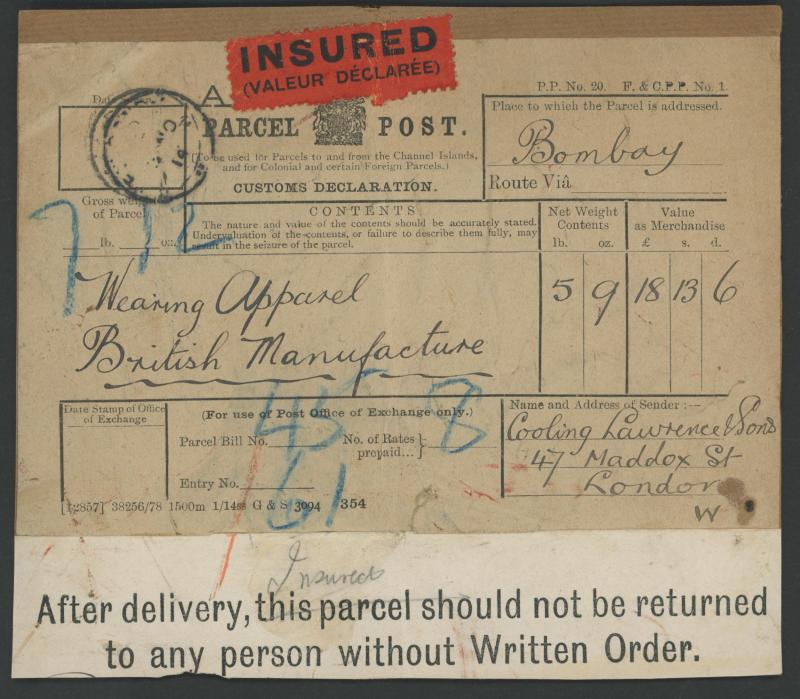 INSURED
(VALEUR DÉCLARÉE)
P.P. No. 20. F. & C.P.P. No. 1.
A
PARCEL POST.
(To be used for Parcels to and from the Channel Islands,
and for Colonial and certain Foreign Parcels.)
CUSTOMS DECLARATION.
Place to which the Parcel is addressed.
Bombay
Route Viâ
Gross
of Parcel
lb. oz.
7 12
CONTENTS
The nature and value of the contents should be accurately stated.
Undervaluation of the contents, or failure to describe them fully, may
result in the seizure of the parcel.
Net Weight
Contents
lb. oz.
Value
as Merchandise
£ s. d.
Wearing Apparel 5 9 18 13 6
British Manufacture
Date Stamp of Office
of Exchange
(For use of Post Office of Exchange only.)
Parcel Bill No. 45
No. of Rates
prepaid... 8
Entry No. 61
Name and Address of Sender :—
Cooling Lawrence & Sons
47 Maddox St
London
W
[12857] 38256/78 1500m 1/14ss G & S 3094 354
Insured
After delivery, this parcel should not be returned
to any person without Written Order.